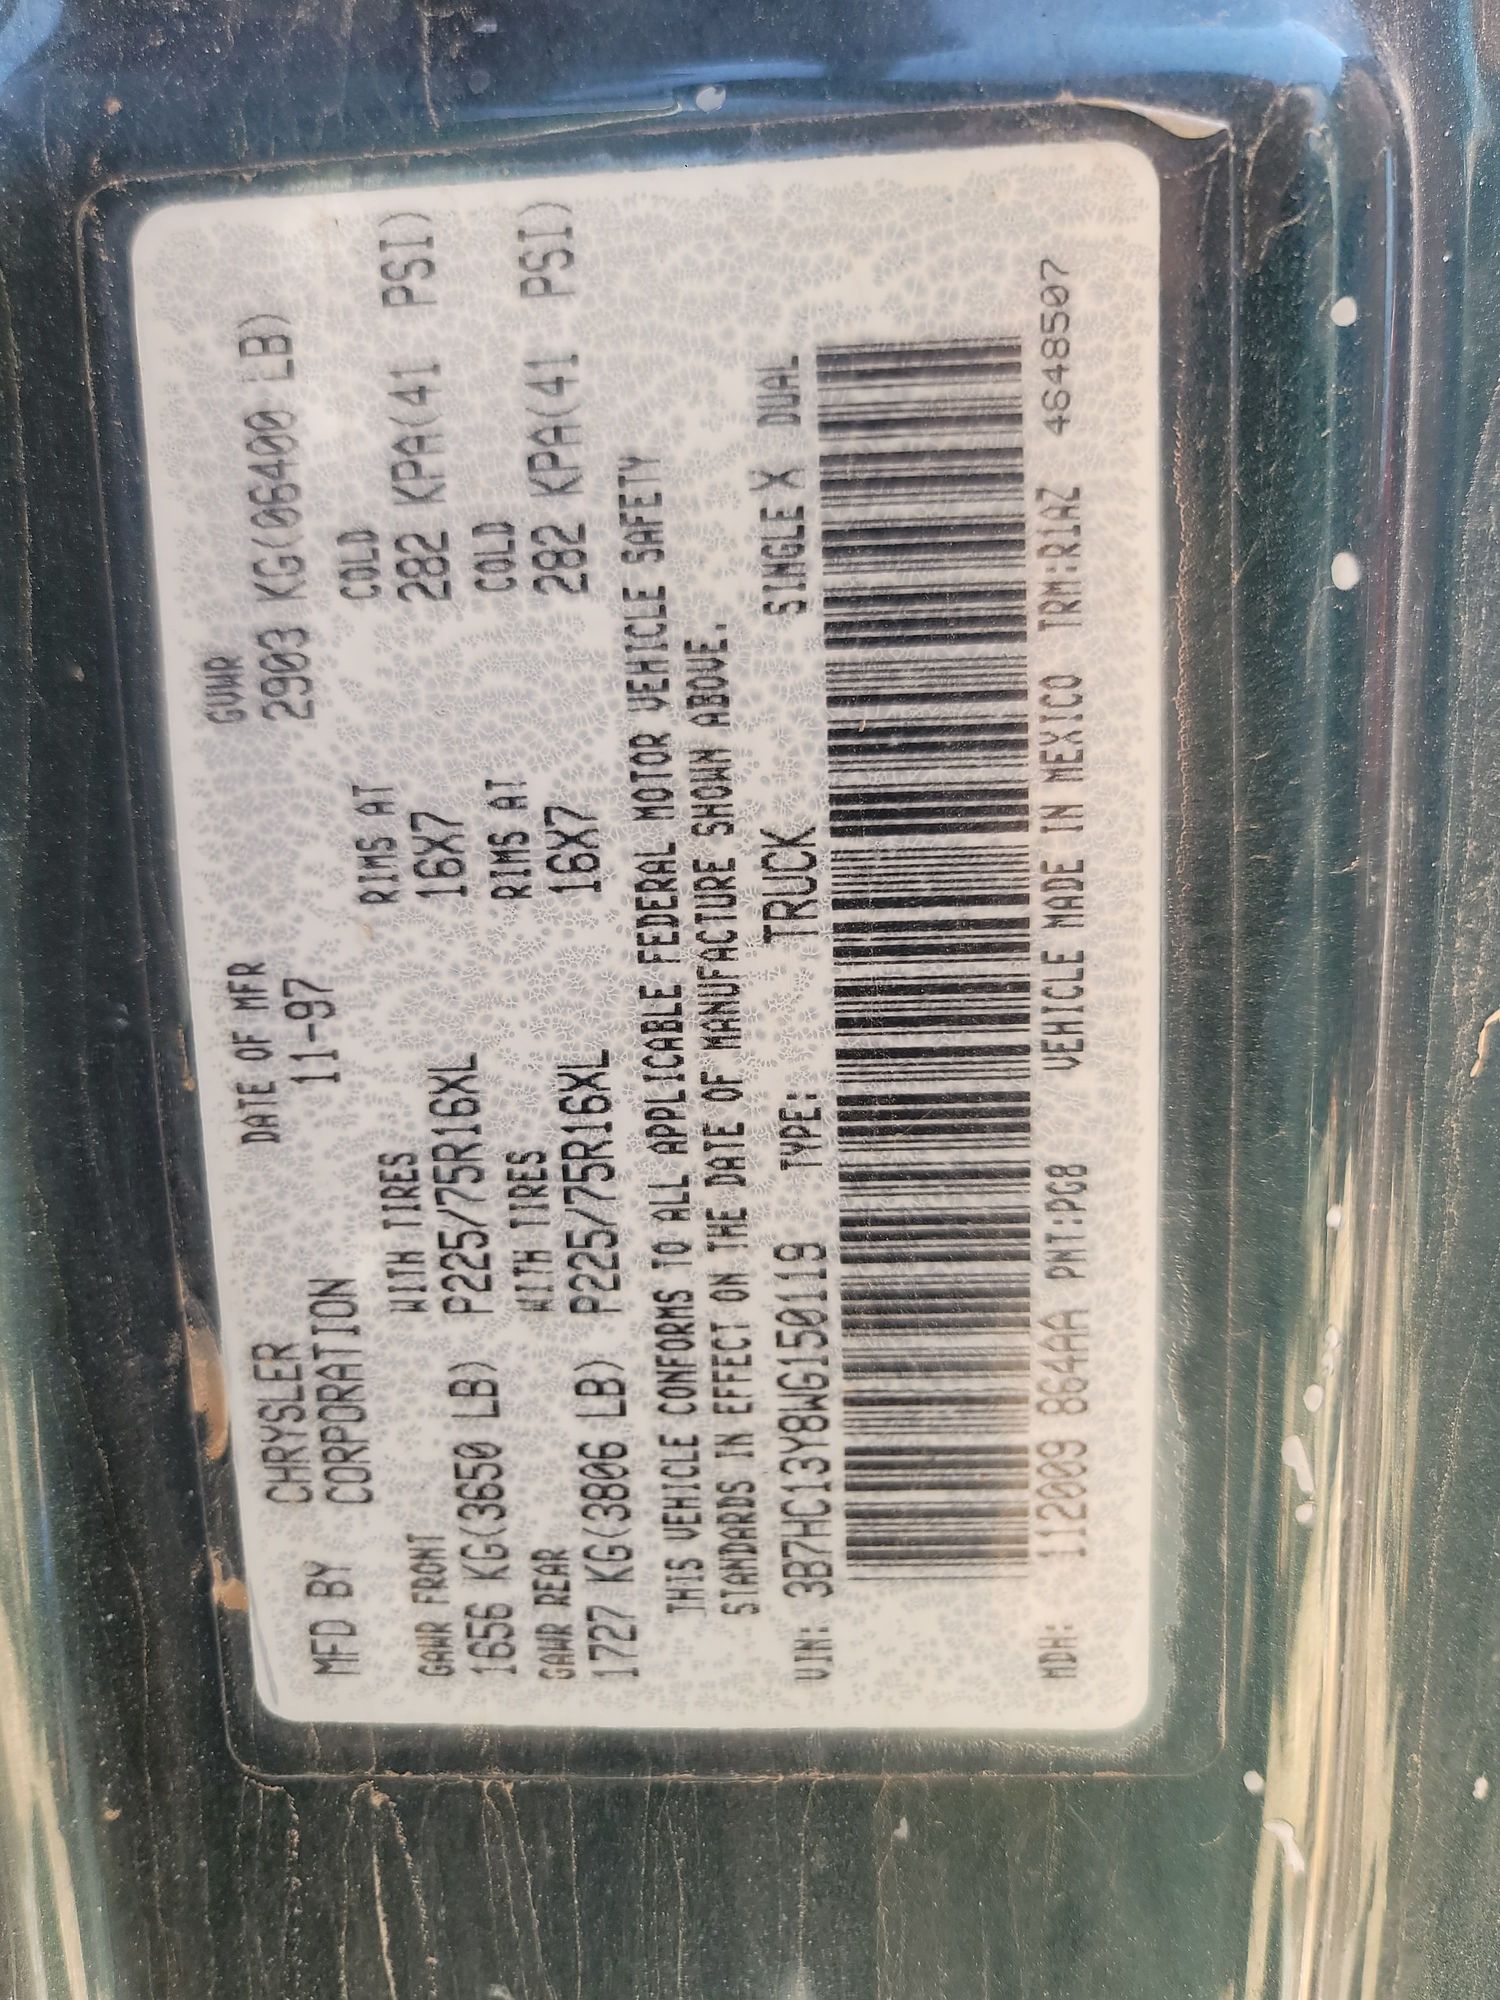 MFD BY CHRYSLER DATE OF MFR GVWR
CORPORATION 11-97 2903 KG(06400 LB)
GAWR FRONT WITH TIRES RIMS AT COLD
1656 KG(3650 LB) P225/75R16XL 16X7 282 KPA(41 PSI)
GAWR REAR WITH TIRES RIMS AT COLD
1727 KG(3806 LB) P225/75R16XL 16X7 282 KPA(41 PSI)
THIS VEHICLE CONFORMS TO ALL APPLICABLE FEDERAL MOTOR VEHICLE SAFETY
STANDARDS IN EFFECT ON THE DATE OF MANUFACTURE SHOWN ABOVE.
VIN: 3B7HC13Y8WG150119 TYPE: TRUCK SINGLE X DUAL
MDH: 112009 864AA PNT:PG8 VEHICLE MADE IN MEXICO TRM:R1AZ 4648507